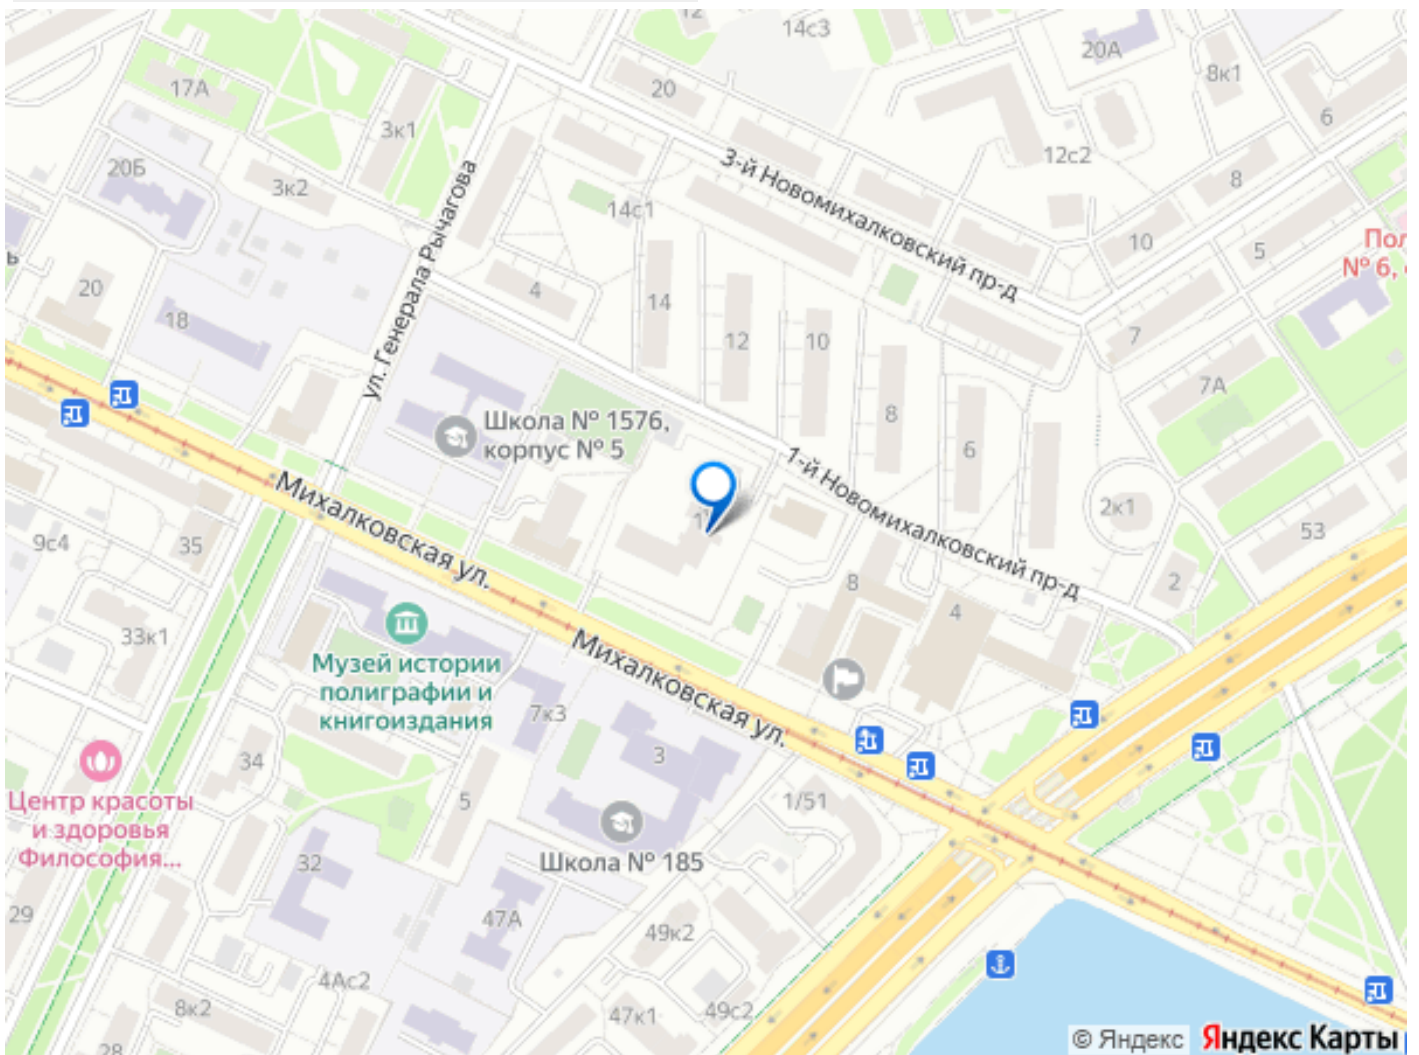 14с3
20А
8к1
17А
20
6
3к1
12с2
20Б
3к2
ул. Генерала Рычагова
14с1
3-й Новомихалковский пр-д
8
10
5
Пол
№ 6,
ь
20
4
14
18
12
10
7
7А
8
6
Школа № 1576,
корпус № 5
1-й Новомихалковский пр-д
2к1
53
Михалковская ул.
9с4
35
33к1
8
4
2
Музей истории
полиграфии и
книгоиздания
Михалковская ул.
7к3
3
34
5
1/51
Центр красоты
и здоровья
Философия...
Школа № 185
32
29
47А
49к2
4Ас2
8к2
47к1
49с2
28
© Яндекс
Яндекс Карты